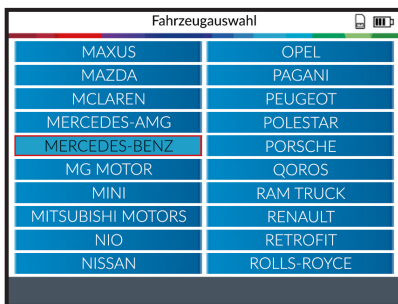 Fahrzeugauswahl
MAXUS
MAZDA
MCLAREN
MERCEDES-AMG
MERCEDES-BENZ
MG MOTOR
MINI
MITSUBISHI MOTORS
NIO
NISSAN
OPEL
PAGANI
PEUGEOT
POLESTAR
PORSCHE
QOROS
RAM TRUCK
RENAULT
RETROFIT
ROLLS-ROYCE